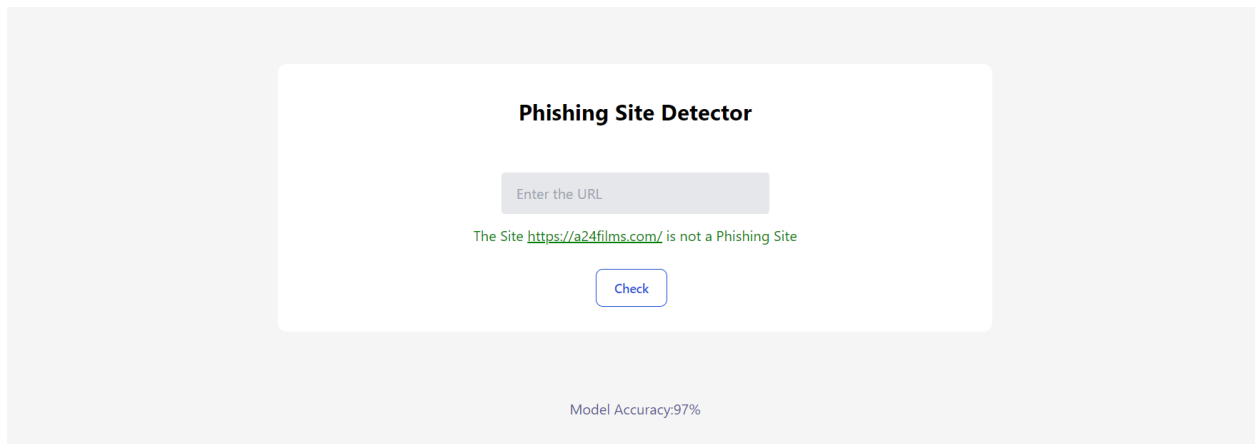 Phishing Site Detector
Enter the URL
The Site https://a24films.com/ is not a Phishing Site
Check
Model Accuracy:97%